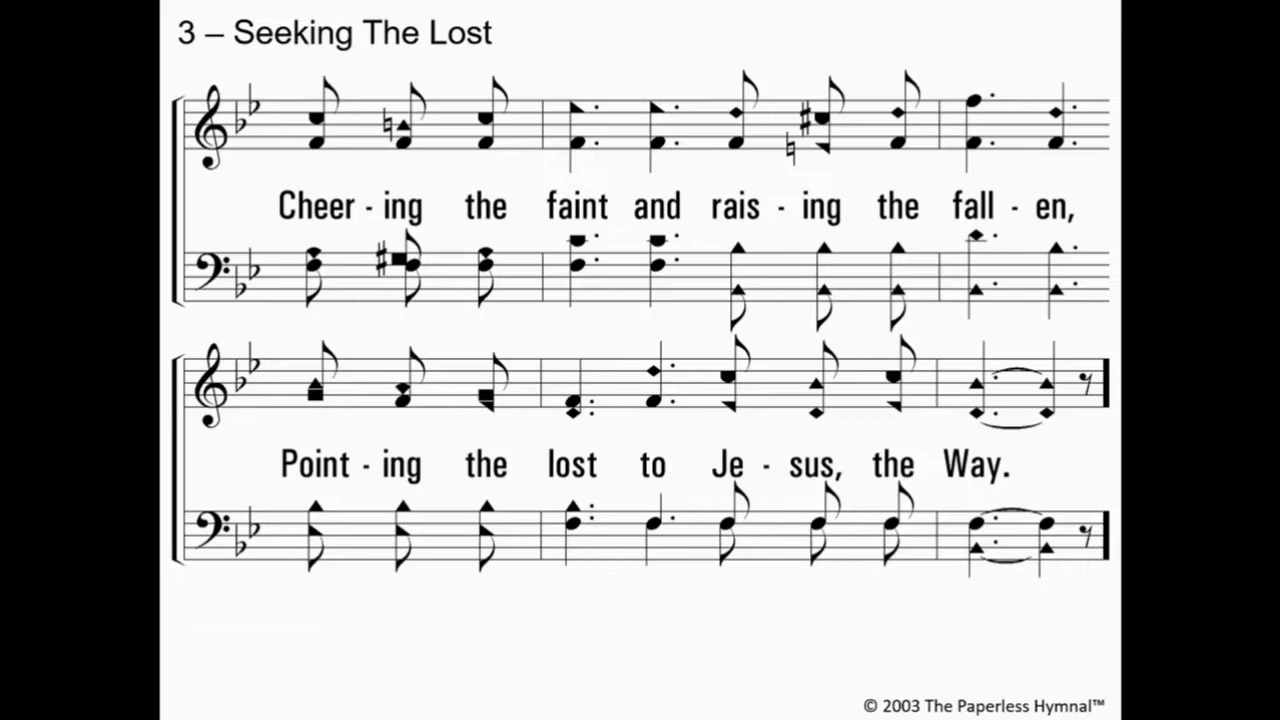 3 – Seeking The Lost
Cheer - ing the faint and rais - ing the fall - en,
Point - ing the lost to Je - sus, the Way.
© 2003 The Paperless Hymnal™